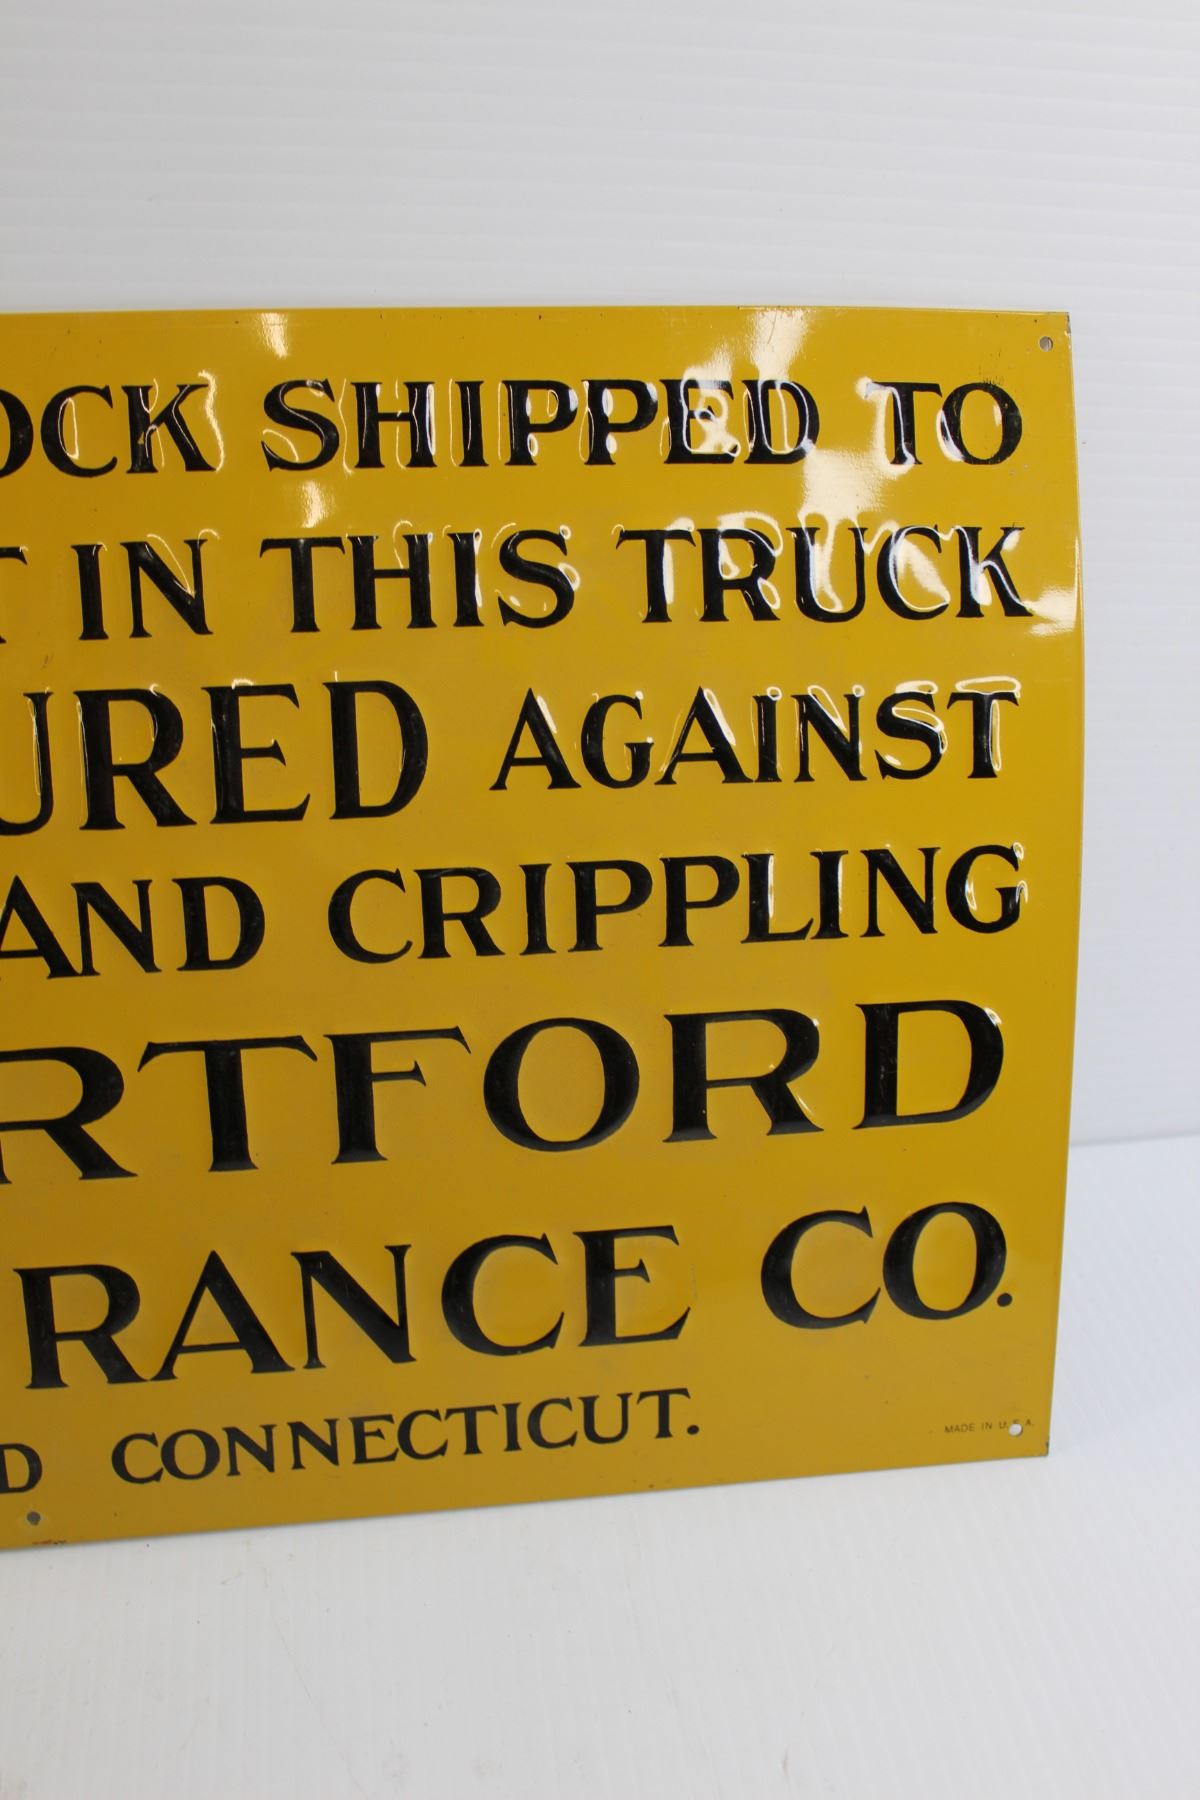 OCK SHIPPED TO
T IN THIS TRUCK
URED AGAINST
AND CRIPPLING
RTFORD
RANCE CO.
D CONNECTICUT.
MADE IN U.S.A.